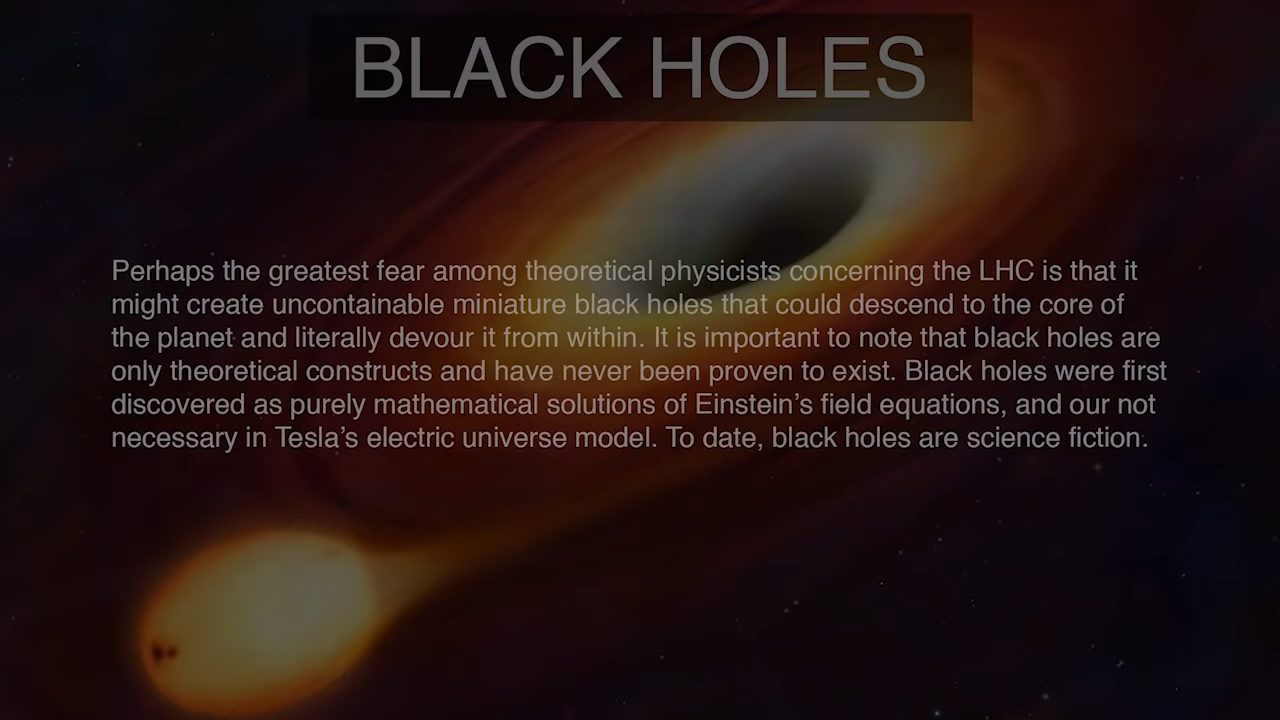 BLACK HOLES
Perhaps the greatest fear among theoretical physicists concerning the LHC is that it
might create uncontainable miniature black holes that could descend to the core of
the planet and literally devour it from within. It is important to note that black holes are
only theoretical constructs and have never been proven to exist. Black holes were first
discovered as purely mathematical solutions of Einstein’s field equations, and our not
necessary in Tesla’s electric universe model. To date, black holes are science fiction.